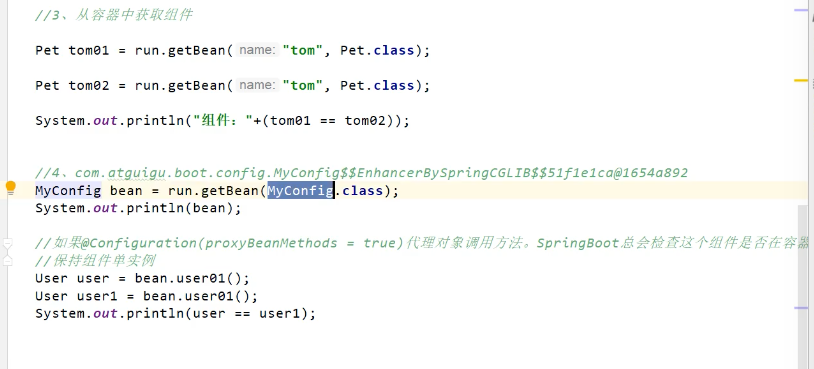 //3、从容器中获取组件
Pet tom01 = run.getBean( name: "tom", Pet.class);
Pet tom02 = run.getBean( name: "tom", Pet.class);
System.out.println("组件："+(tom01 == tom02));
//4、com.atguigu.boot.config.MyConfig$$EnhancerBySpringCGLIB$$51f1e1ca@1654a892
MyConfig bean = run.getBean(MyConfig.class);
System.out.println(bean);
//如果@Configuration(proxyBeanMethods = true)代理对象调用方法。SpringBoot总会检查这个组件是否在容器
//保持组件单实例
User user = bean.user01();
User user1 = bean.user01();
System.out.println(user == user1);